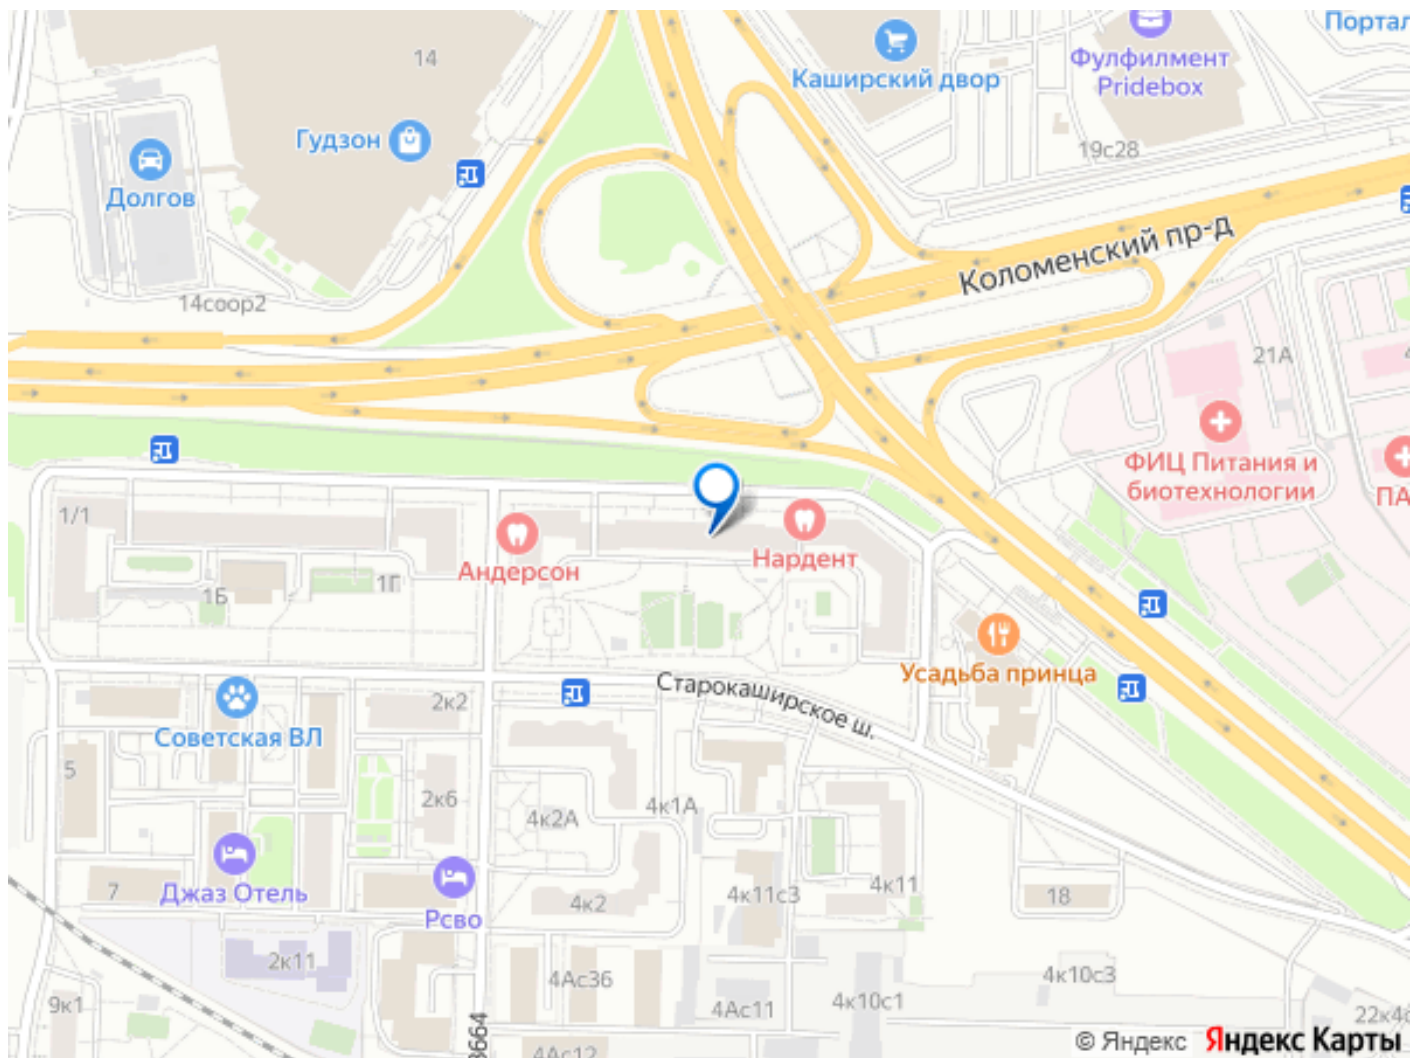 14
Каширский двор
Фулфилмент
Pridebox
Портал
Гудзон
Долгов
19с28
14соор2
Коломенский пр-д
21А
ФИЦ Питания и
биотехнологии
ПА
1/1
Андерсон
Нардент
1Б
1Г
Усадьба принца
Старокаширское ш.
2к2
Советская ВЛ
5
2к6
4к2А
4к1А
Джаз Отель
7
Рсво
4к2
4к11с3
4к11
18
2к11
4Ас36
4к10с3
9к1
4Ас11
4к10с1
3664
4Ас12
© Яндекс Яндекс Карты